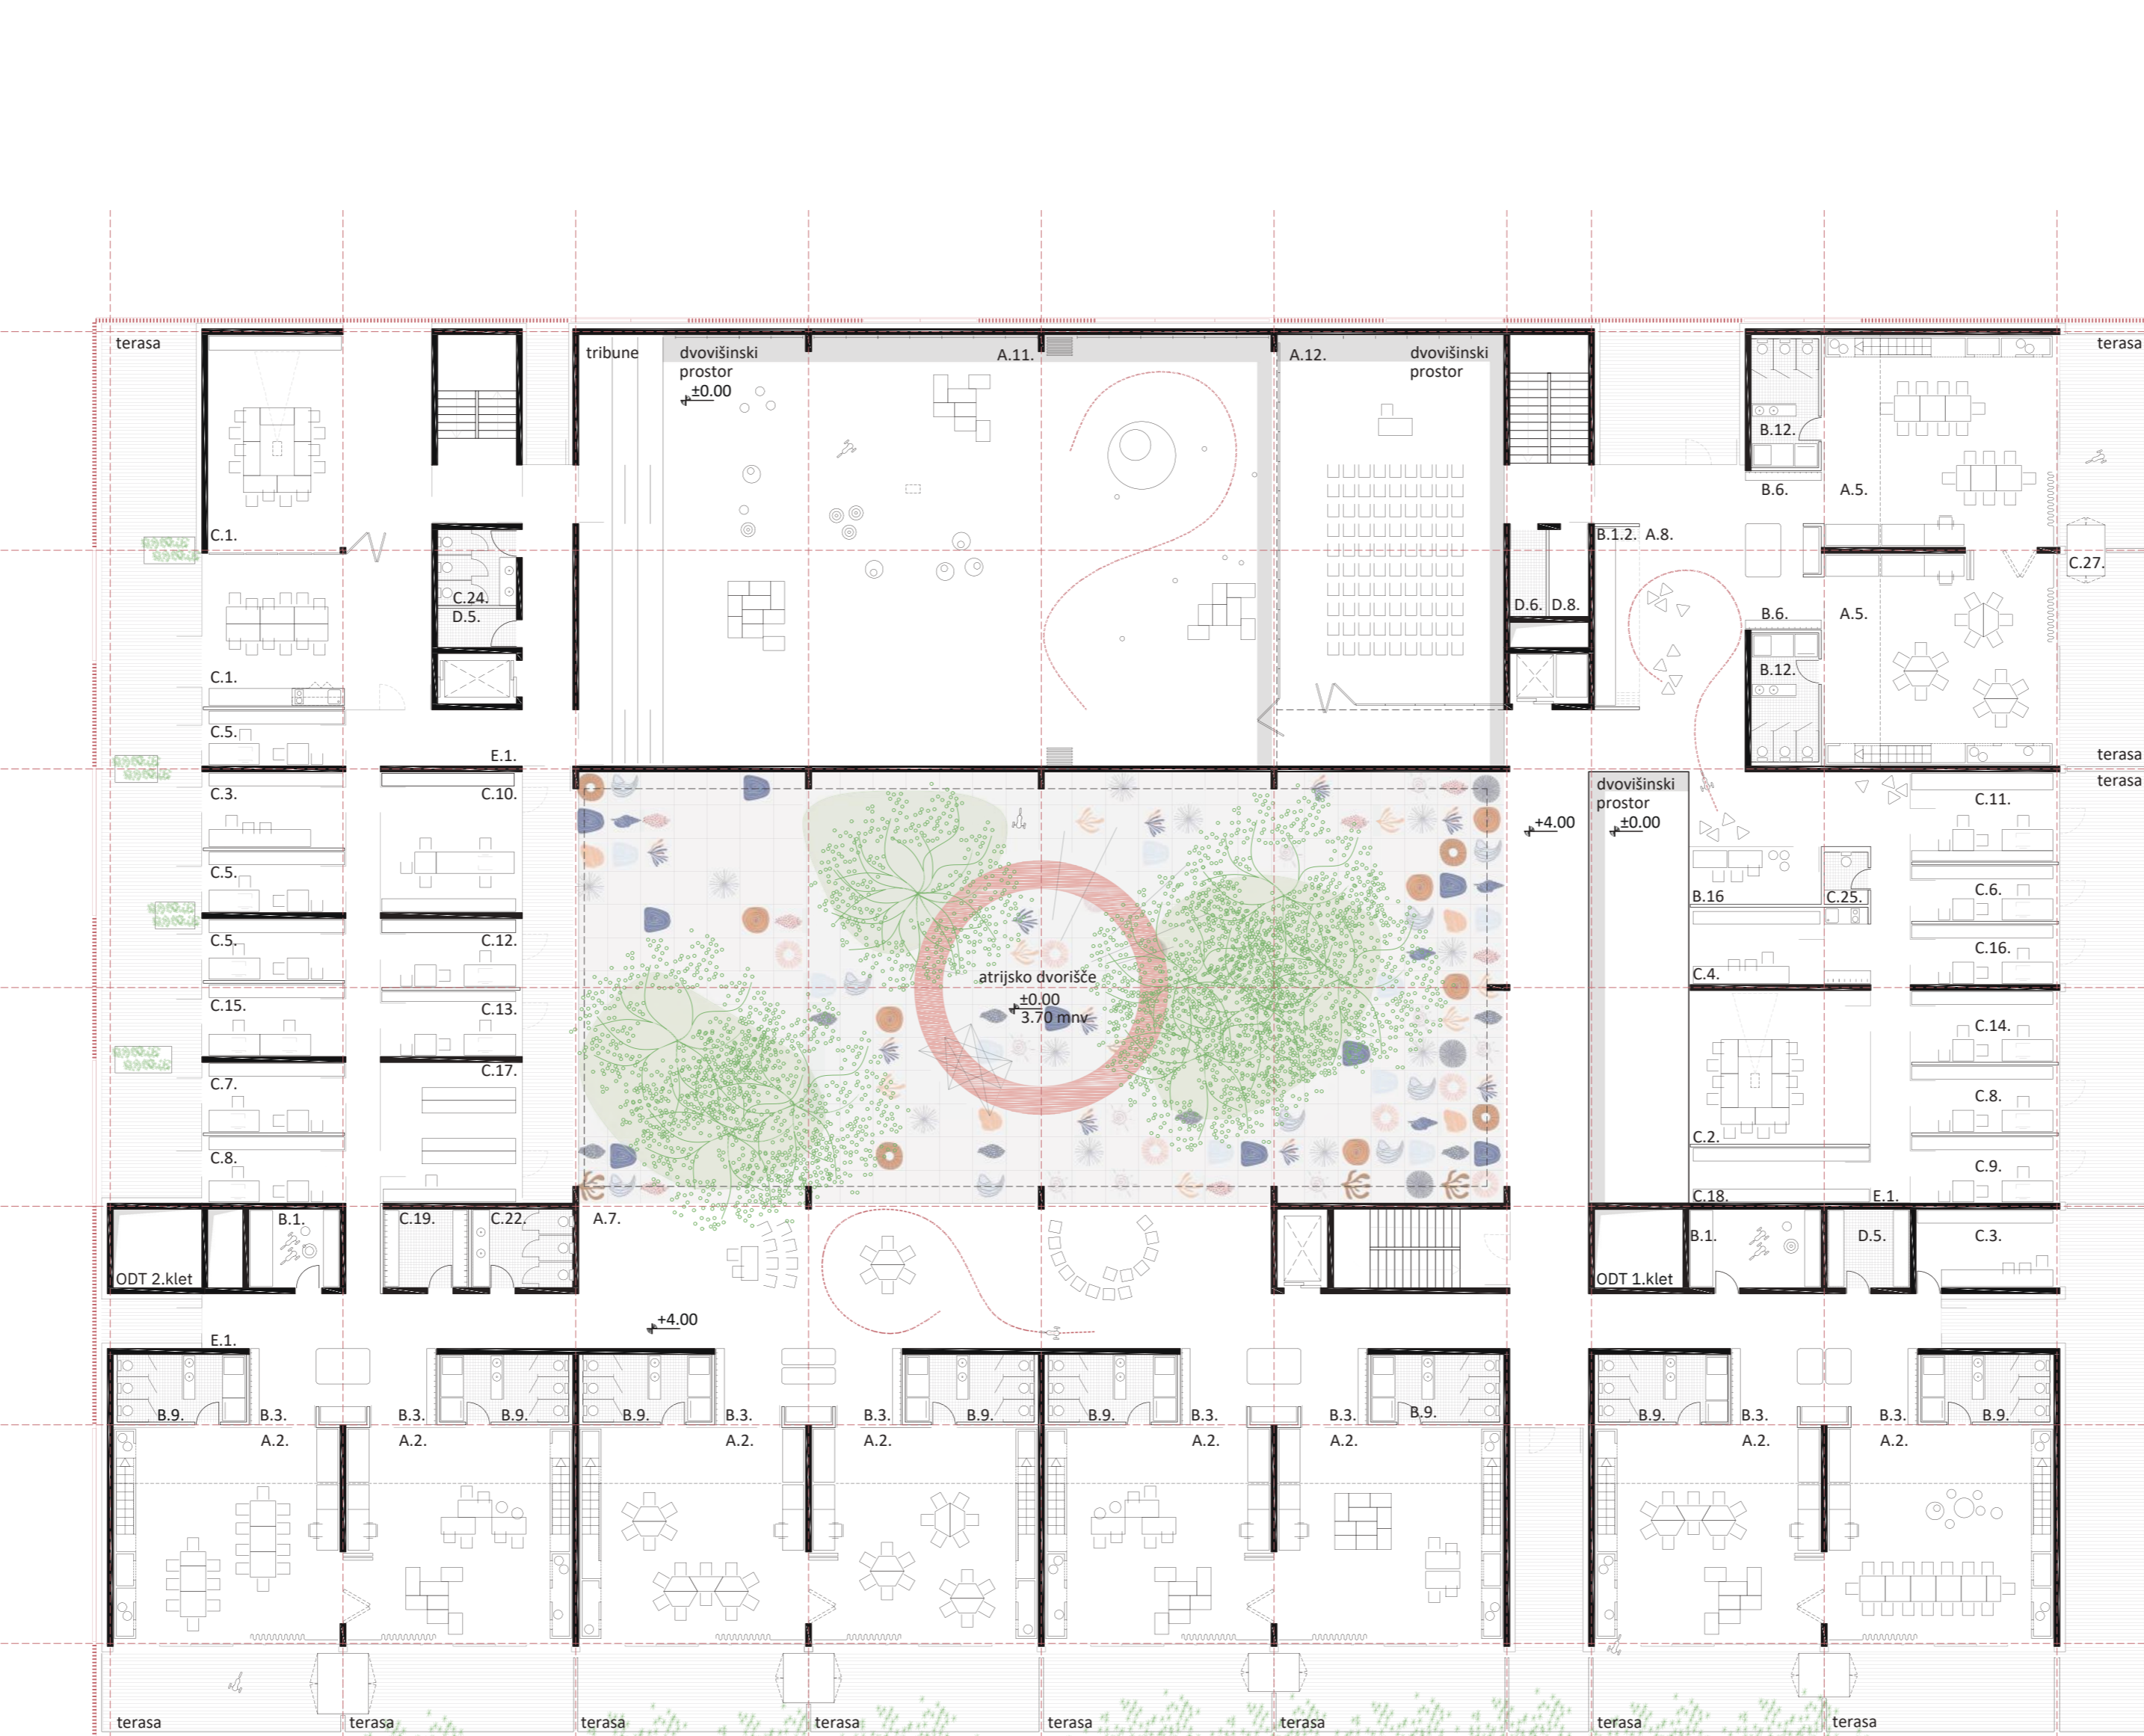 terasa
tribune
dvovišinski
prostor
±0.00
A.11.
A.12.
dvovišinski
prostor
terasa
B.12.
B.6.
A.5.
C.1.
B.1.2.
A.8.
C.27.
C.24.
D.5.
D.6.
D.8.
B.6.
A.5.
C.1.
B.12.
C.5.
E.1.
terasa
terasa
C.3.
C.10.
dvovišinski
prostor
±0.00
+4.00
C.11.
C.5.
B.16
C.25.
C.6.
C.5.
C.12.
C.16.
C.4.
atrijsko dvorišče
±0.00
3.70 mnv
C.15.
C.13.
C.14.
C.7.
C.17.
C.8.
C.8.
C.2.
C.9.
C.18.
E.1.
B.1.
C.19.
C.22.
A.7.
B.1.
D.5.
C.3.
ODT 2.klet
ODT 1.klet
+4.00
E.1.
B.9.
B.3.
B.3.
B.9.
B.9.
B.3.
B.3.
B.9.
B.9.
B.3.
B.3.
B.9.
B.9.
B.3.
B.3.
B.9.
A.2.
A.2.
A.2.
A.2.
A.2.
A.2.
A.2.
A.2.
terasa
terasa
terasa
terasa
terasa
terasa
terasa
terasa